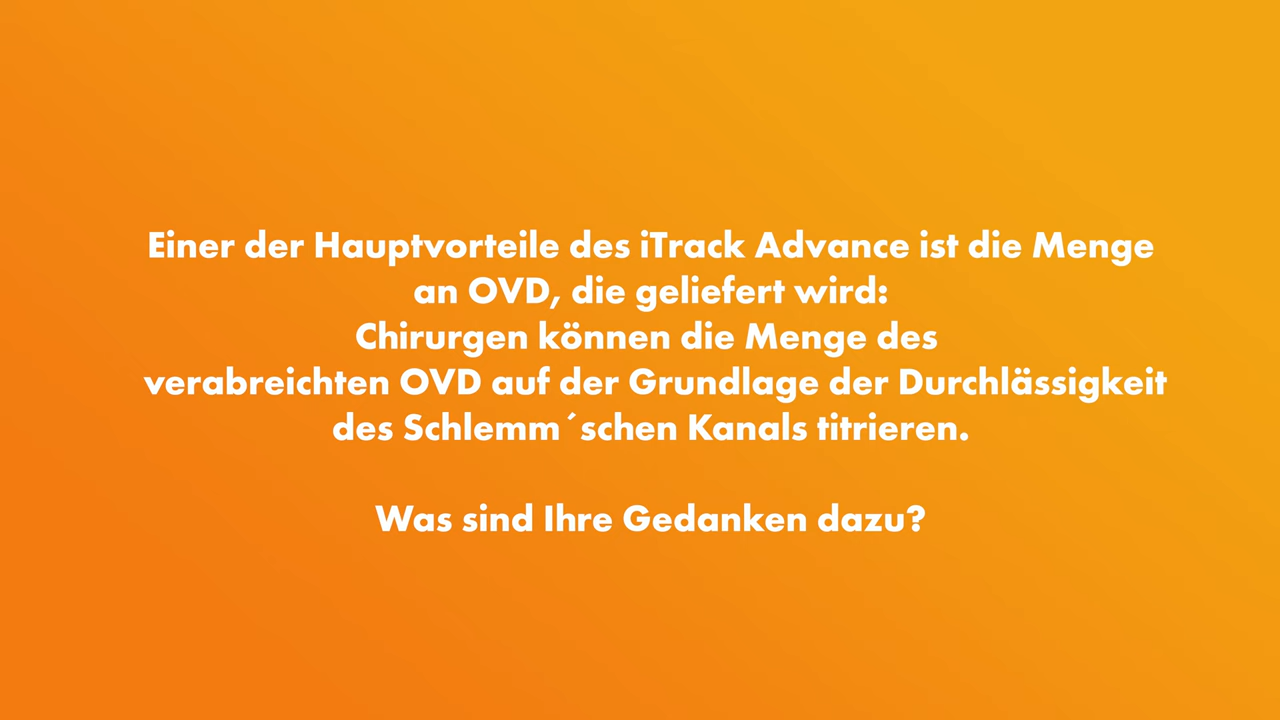 Einer der Hauptvorteile des iTrack Advance ist die Menge
an OVD, die geliefert wird:
Chirurgen können die Menge des
verabreichten OVD auf der Grundlage der Durchlässigkeit
des Schlemm´schen Kanals titrieren.
Was sind Ihre Gedanken dazu?